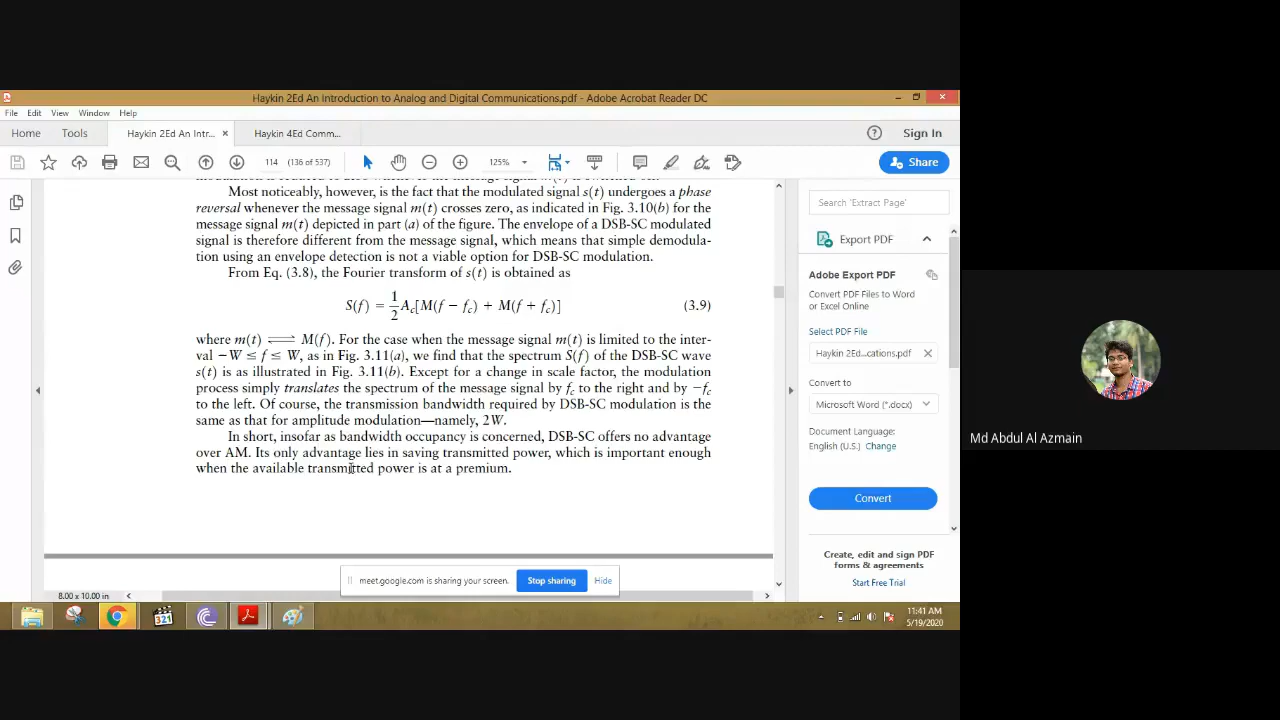 Haykin 2Ed An Introduction to Analog and Digital Communications.pdf - Adobe Acrobat Reader DC
File Edit View Window Help
Home Tools Haykin 2Ed An Intr... × Haykin 4Ed Comm... Sign In
114 (136 of 537) 125% Share
Most noticeably, however, is the fact that the modulated signal s(t) undergoes a phase
reversal whenever the message signal m(t) crosses zero, as indicated in Fig. 3.10(b) for the
message signal m(t) depicted in part (a) of the figure. The envelope of a DSB-SC modulated
signal is therefore different from the message signal, which means that simple demodula-
tion using an envelope detection is not a viable option for DSB-SC modulation.
From Eq. (3.8), the Fourier transform of s(t) is obtained as
S(f) = 1/2 A_c[M(f − f_c) + M(f + f_c)] (3.9)
where m(t) ⇌ M(f). For the case when the message signal m(t) is limited to the inter-
val −W ≤ f ≤ W, as in Fig. 3.11(a), we find that the spectrum S(f) of the DSB-SC wave
s(t) is as illustrated in Fig. 3.11(b). Except for a change in scale factor, the modulation
process simply translates the spectrum of the message signal by f_c to the right and by −f_c
to the left. Of course, the transmission bandwidth required by DSB-SC modulation is the
same as that for amplitude modulation—namely, 2W.
In short, insofar as bandwidth occupancy is concerned, DSB-SC offers no advantage
over AM. Its only advantage lies in saving transmitted power, which is important enough
when the available transmitted power is at a premium.
8.00 x 10.00 in
Search 'Extract Page'
Export PDF
Adobe Export PDF
Convert PDF Files to Word
or Excel Online
Select PDF File
Haykin 2Ed...cations.pdf ×
Convert to
Microsoft Word (*.docx)
Document Language:
English (U.S.) Change
Convert
Create, edit and sign PDF
forms & agreements
Start Free Trial
meet.google.com is sharing your screen. Stop sharing Hide
321
11:41 AM
5/19/2020
Md Abdul Al Azmain